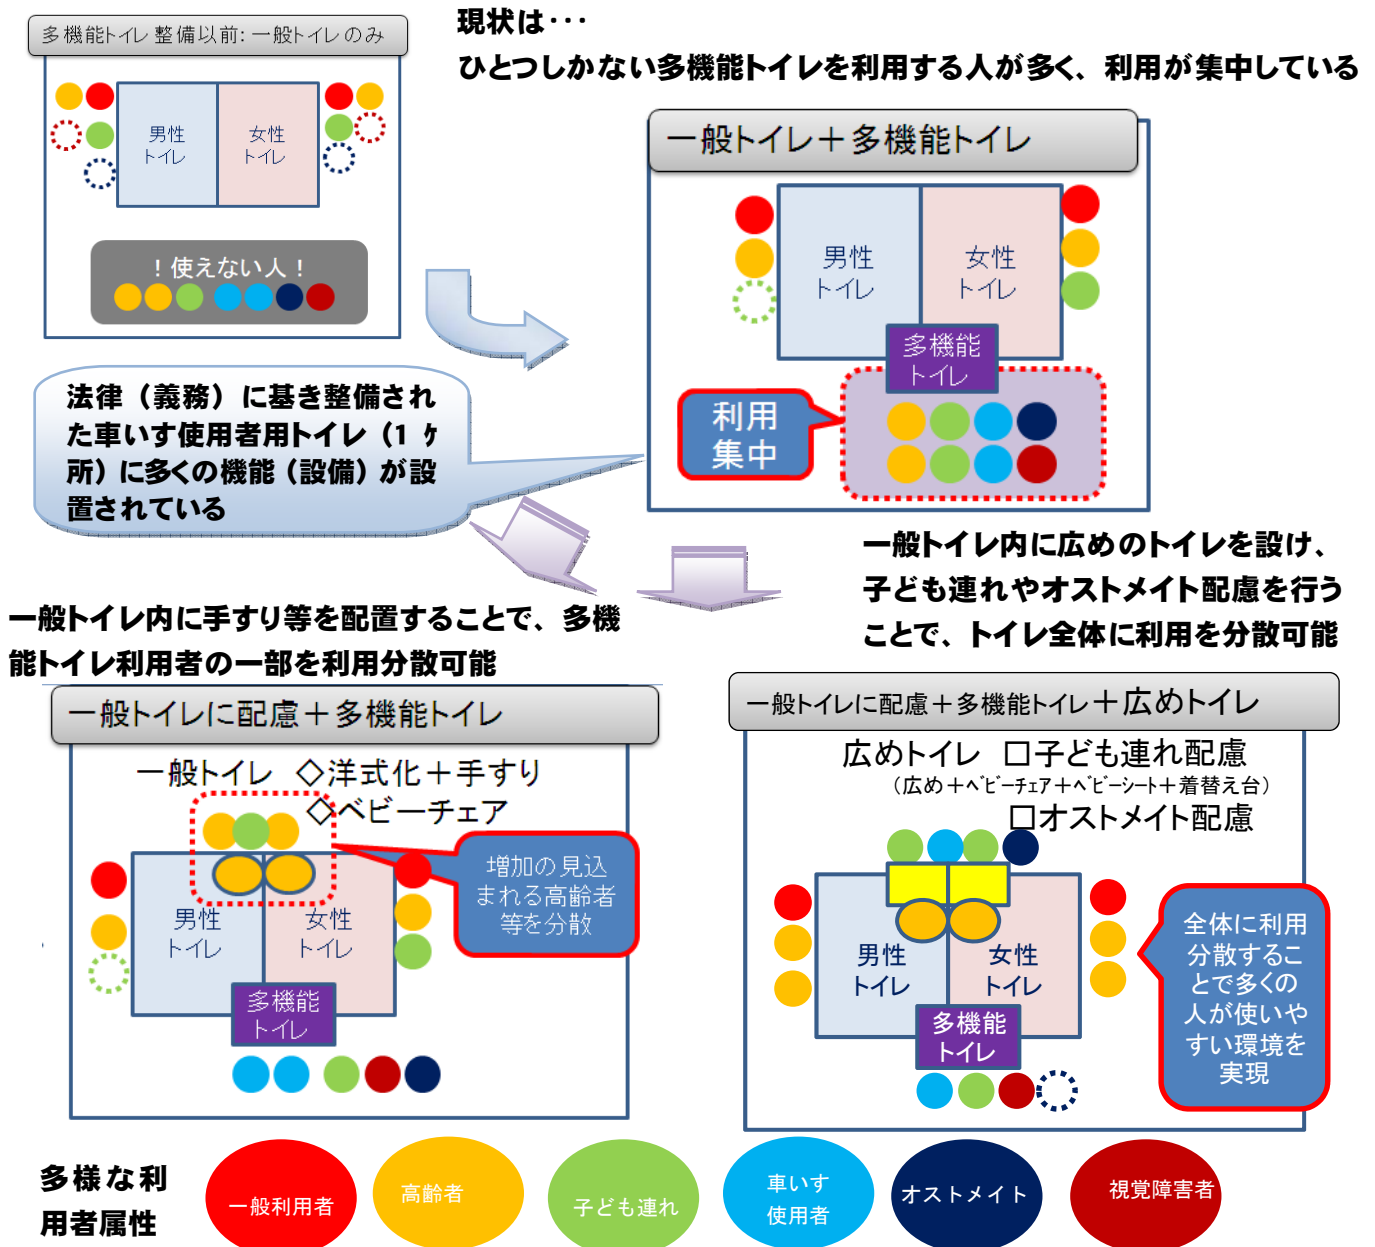 多機能トイレ整備以前:一般トイレのみ
男性
トイレ
女性
トイレ
！使えない人！
現状は・・・
ひとつしかない多機能トイレを利用する人が多く、利用が集中している
一般トイレ＋多機能トイレ
男性
トイレ
女性
トイレ
多機能
トイレ
利用
集中
法律（義務）に基き整備され
た車いす使用者用トイレ（1ヶ
所）に多くの機能（設備）が設
置されている
一般トイレ内に手すり等を配置することで、多機
能トイレ利用者の一部を利用分散可能
一般トイレに配慮＋多機能トイレ
一般トイレ ◇洋式化＋手すり
◇ベビーチェア
増加の見込
まれる高齢者
等を分散
男性
トイレ
女性
トイレ
多機能
トイレ
一般トイレ内に広めのトイレを設け、
子ども連れやオストメイト配慮を行う
ことで、トイレ全体に利用を分散可能
一般トイレに配慮＋多機能トイレ＋広めトイレ
広めトイレ 口子ども連れ配慮
（広め＋ベビーチェア＋ベビーシート＋着替え台）
口オストメイト配慮
男性
トイレ
女性
トイレ
多機能
トイレ
全体に利用
分散するこ
とで多くの
人が使いや
すい環境を
実現
多様な利
用者属性
一般利用者
高齢者
子ども連れ
車いす
使用者
オストメイト
視覚障害者